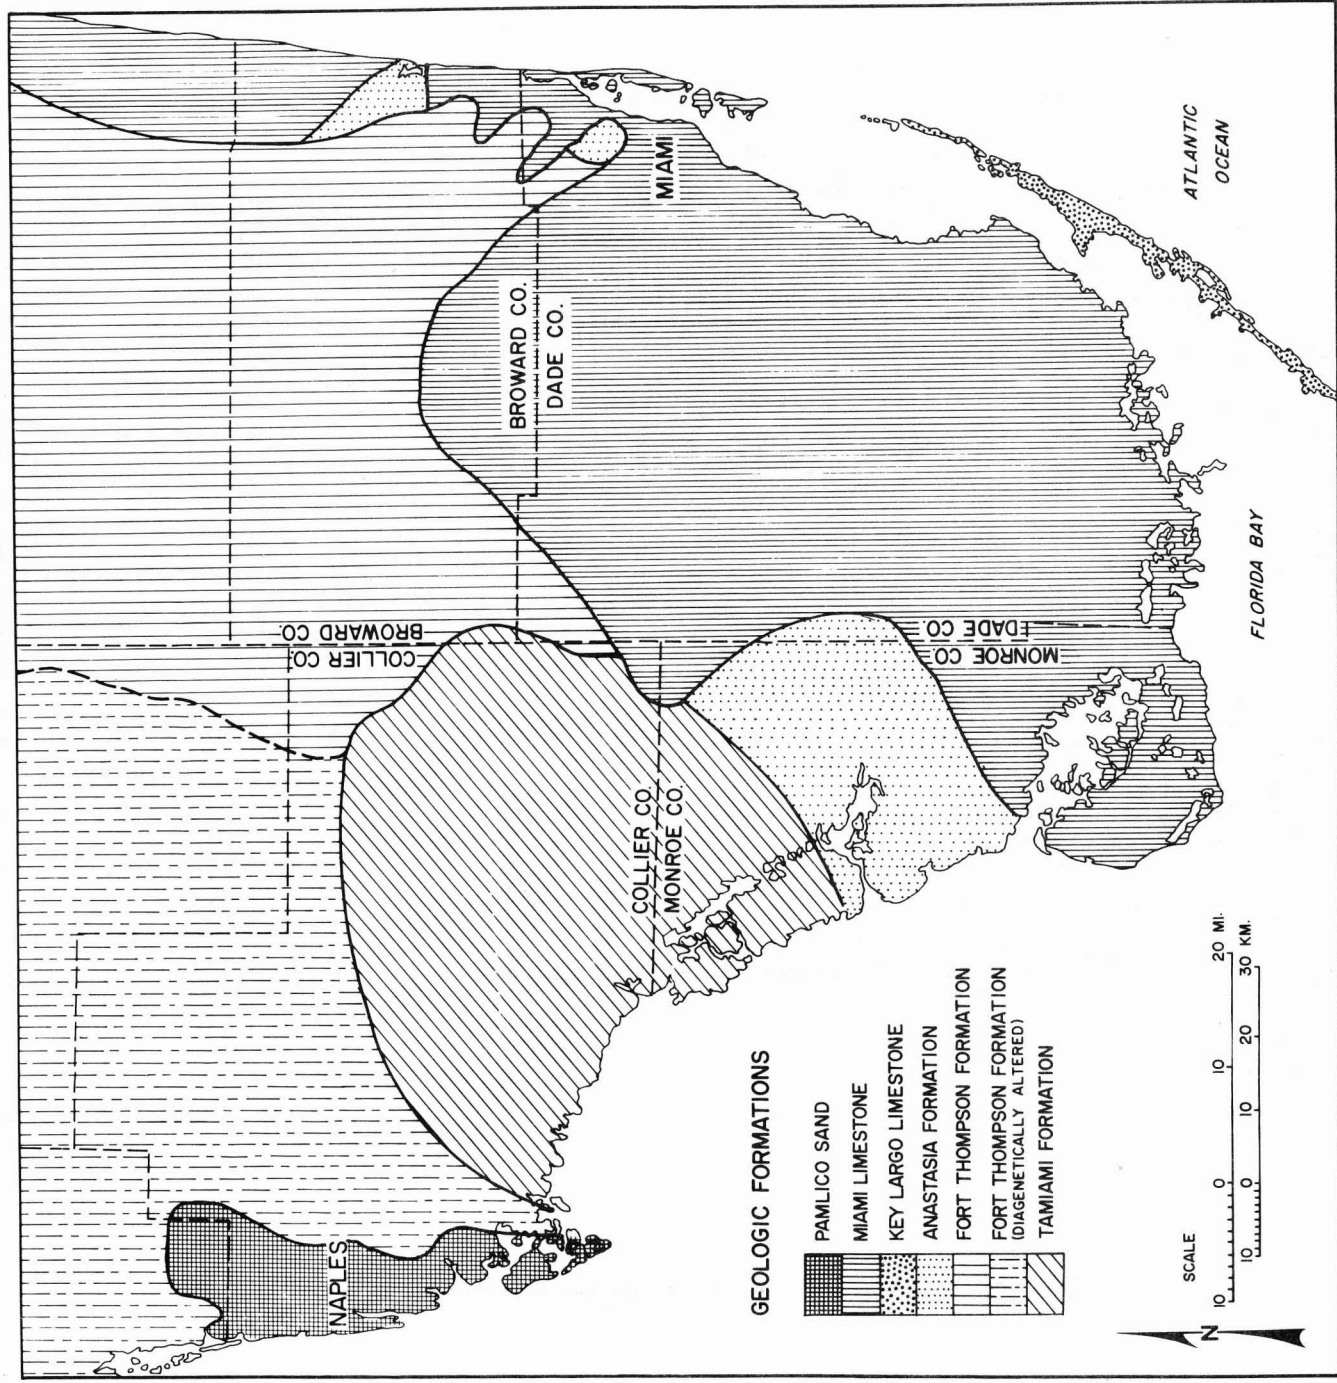 NAPLES
COLLIER CO.
BROWARD CO.
BROWARD CO.
DADE CO.
MIAMI
COLLIER CO.
MONROE CO.
MONROE CO.
DADE CO.
ATLANTIC
OCEAN
FLORIDA BAY
GEOLOGIC FORMATIONS
PAMLICO SAND
MIAMI LIMESTONE
KEY LARGO LIMESTONE
ANASTASIA FORMATION
FORT THOMPSON FORMATION
FORT THOMPSON FORMATION
(DIAGENETICALLY ALTERED)
TAMIAMI FORMATION
SCALE
10 0 10 20 MI.
10 0 10 20 30 KM.
N